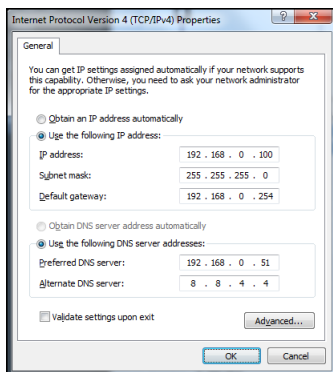 Internet Protocol Version 4 (TCP/IPv4) Properties
General
You can get IP settings assigned automatically if your network supports
this capability. Otherwise, you need to ask your network administrator
for the appropriate IP settings.
Obtain an IP address automatically
Use the following IP address:
IP address: 192 . 168 . 0 . 100
Subnet mask: 255 . 255 . 255 . 0
Default gateway: 192 . 168 . 0 . 254
Obtain DNS server address automatically
Use the following DNS server addresses:
Preferred DNS server: 192 . 168 . 0 . 51
Alternate DNS server: 8 . 8 . 4 . 4
Validate settings upon exit
Advanced...
OK Cancel